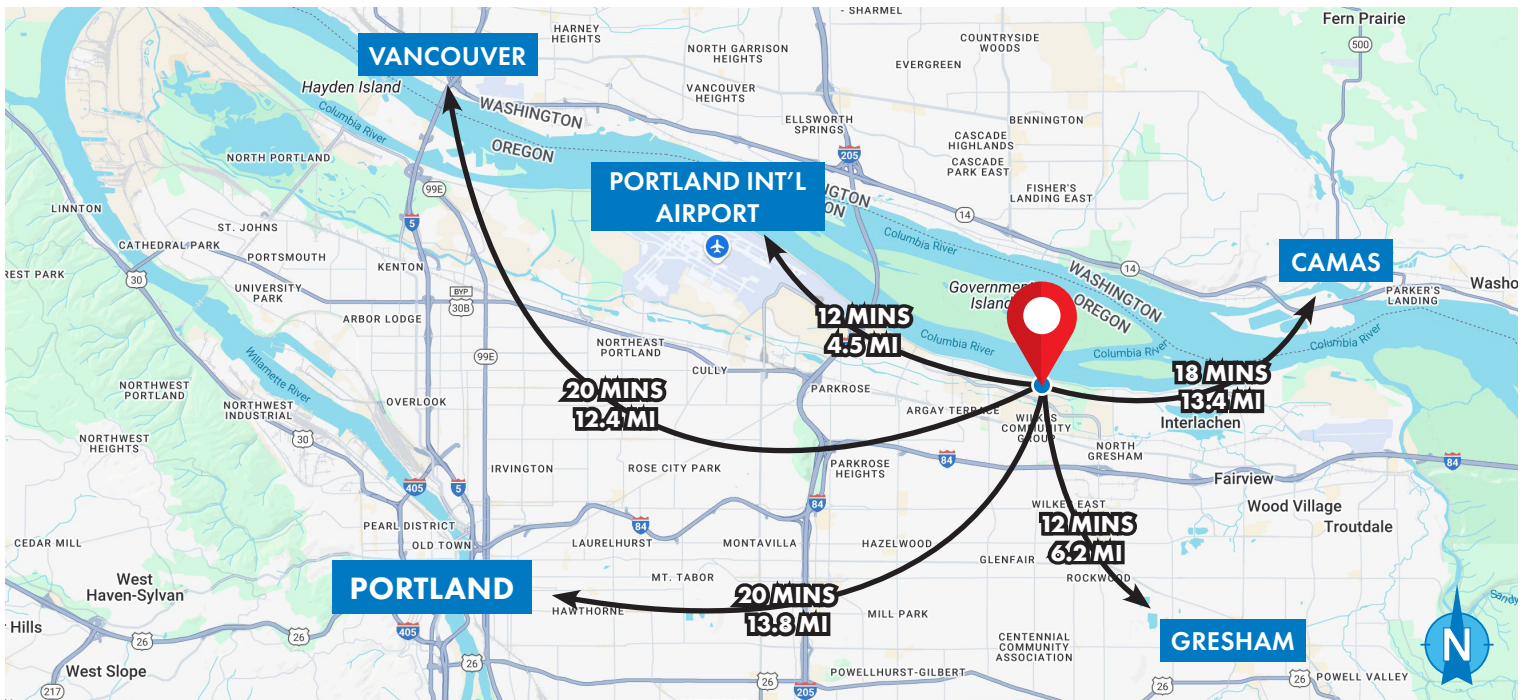 - SHARMEL
Fern Prairie
HARNEY
HEIGHTS
COUNTRYSIDE
WOODS
500
VANCOUVER
NORTH GARRISON
HEIGHTS
EVERGREEN
Hayden Island
VANCOUVER
HEIGHTS
WASHINGTON
Columbia River
ELLSWORTH
SPRINGS
BENNINGTON
OREGON
CASCADE
HIGHLANDS
NORTH PORTLAND
205
CASCADE
PARK EAST
PORTLAND INT'L
AIRPORT
99E
FISHER'S
LANDING EAST
LINNTON
5
14
ST. JOHNS
Columbia River
CATHEDRAL PARK
PORTSMOUTH
KENTON
WASHINGTON
OREGON
14
CAMAS
REST PARK
30
UNIVERSITY
PARK
BYP
30B
Government
Island
PARKER'S
LANDING
Washo
ARBOR LODGE
12 MINS
4.5 MI
Columbia River
Columbia River
Columbia River
Willamette River
99E
NORTHEAST
PORTLAND
CULLY
PARKROSE
18 MINS
13.4 MI
20 MINS
12.4 MI
NORTHWEST
PORTLAND
OVERLOOK
NORTHWEST
INDUSTRIAL
ARGAY TERRACE
WILKES
COMMUNITY
GROUP
Interlachen
30
NORTHWEST
HEIGHTS
NORTH
GRESHAM
IRVINGTON
ROSE CITY PARK
PARKROSE
HEIGHTS
84
84
405
5
Fairview
84
84
WILKES EAST
Wood Village
Troutdale
PEARL DISTRICT
OLD TOWN
LAURELHURST
MONTAVILLA
HAZELWOOD
12 MINS
6.2 MI
CEDAR MILL
GLENFAIR
ROCKWOOD
West
Haven-Sylvan
PORTLAND
MT. TABOR
20 MINS
13.8 MI
HAWTHORNE
MILL PARK
Sandy
Hills
26
26
405
CENTENNIAL
COMMUNITY
ASSOCIATION
GRESHAM
N
West Slope
26
26
POWELLHURST-GILBERT
26
26
POWELL VALLEY
217
205